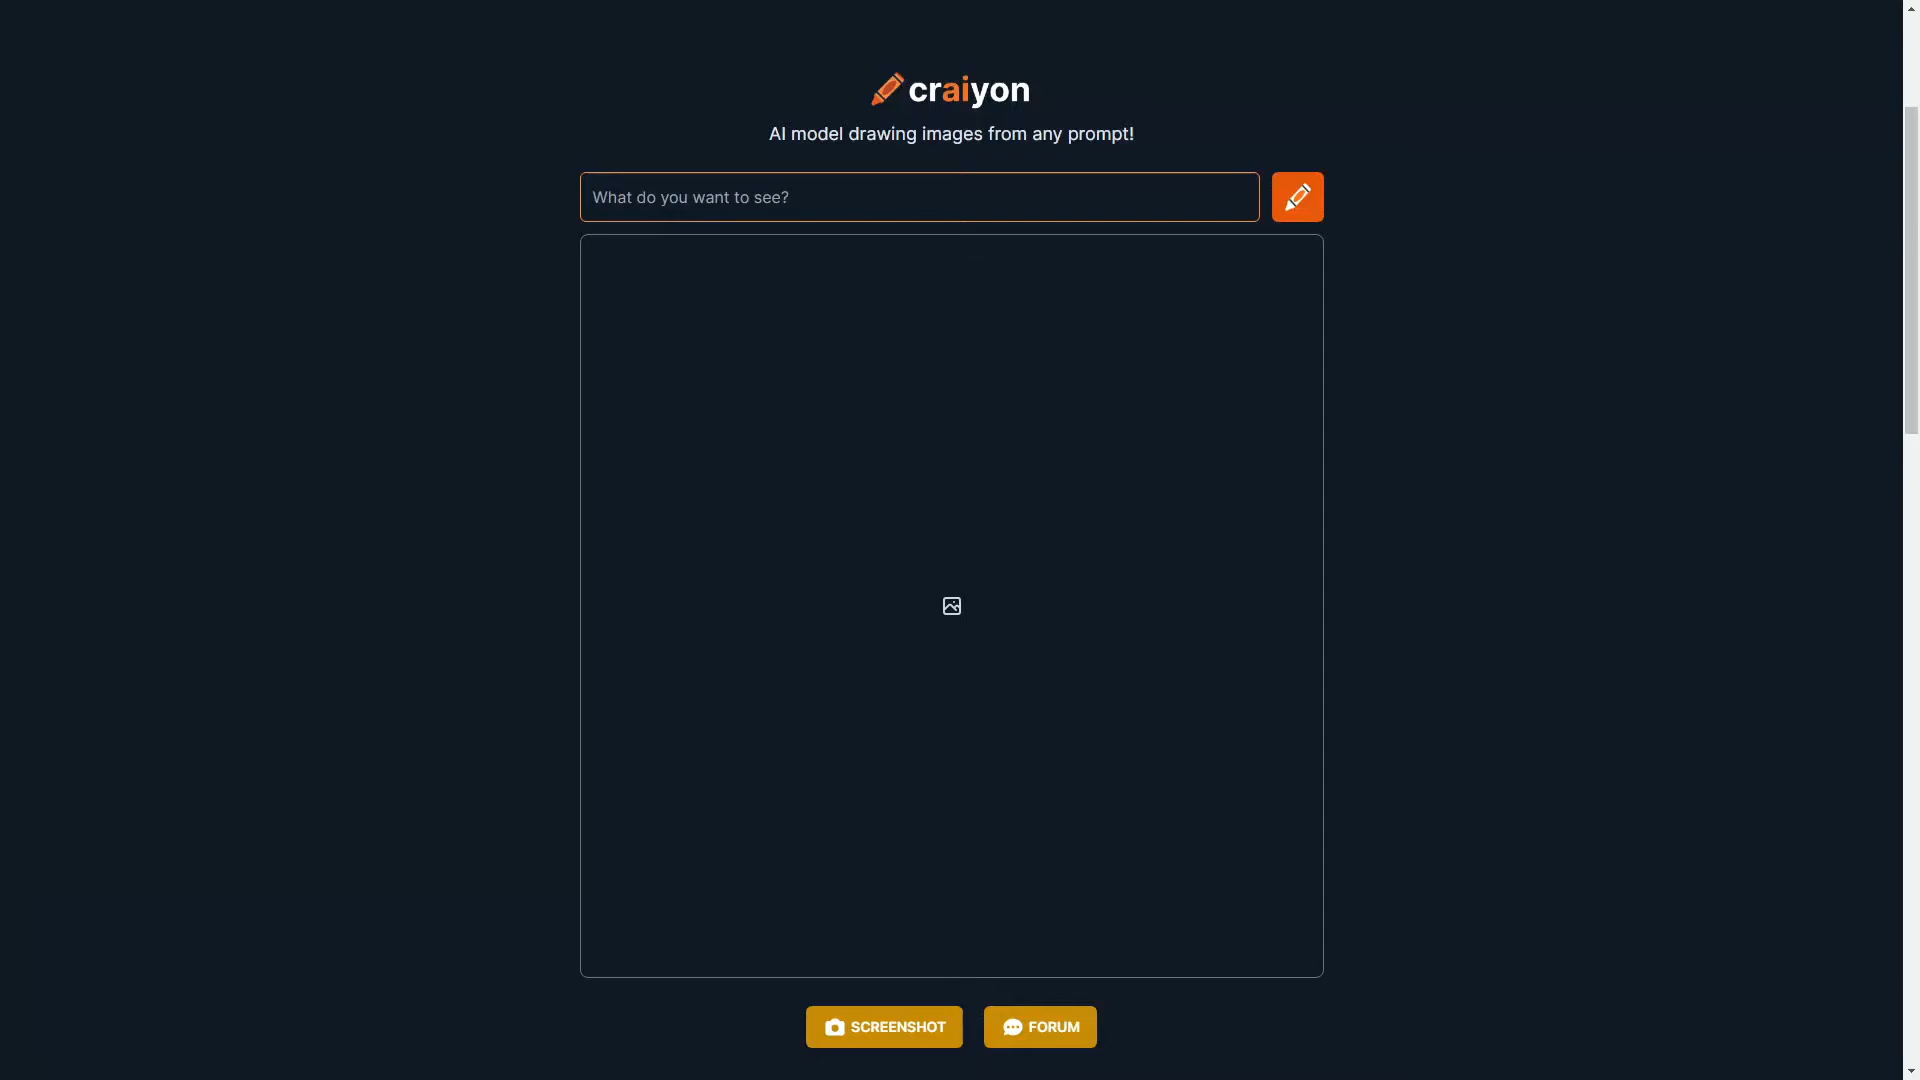 craiyon
AI model drawing images from any prompt!
What do you want to see?
SCREENSHOT
FORUM